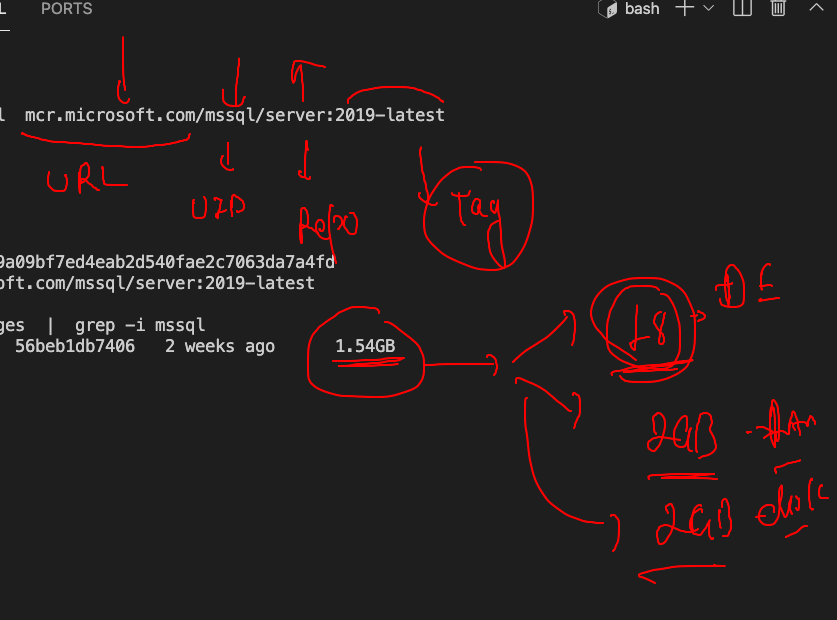 L PORTS bash
l mcr.microsoft.com/mssql/server:2019-latest
URL
UID
Repo
Tag
9a09bf7ed4eab2d540fae2c7063da7a4fd
oft.com/mssql/server:2019-latest
ges | grep -i mssql
56beb1db7406 2 weeks ago 1.54GB
18
DE
2GB - RAM
2GB disk